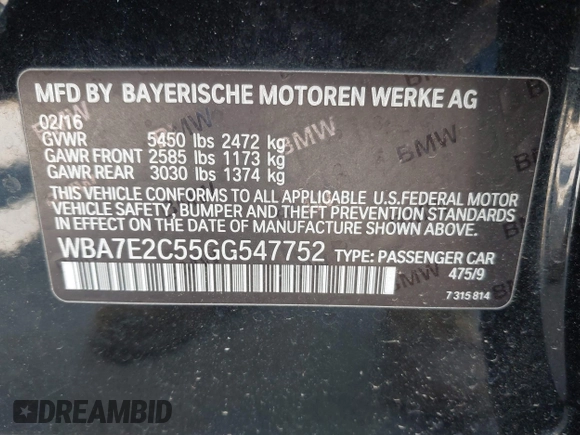 MFD BY BAYERISCHE MOTOREN WERKE AG
02/16
GVWR 5450 lbs 2472 kg
GAWR FRONT 2585 lbs 1173 kg
GAWR REAR 3030 lbs 1374 kg
THIS VEHICLE CONFORMS TO ALL APPLICABLE U.S.FEDERAL MOTOR
VEHICLE SAFETY, BUMPER AND THEFT PREVENTION STANDARDS
IN EFFECT ON THE DATE OF MANUFACTURE SHOWN ABOVE.
WBA7E2C55GG547752 TYPE: PASSENGER CAR
475/9
7 315 814
BMW
BMW
BMW
DREAMBID